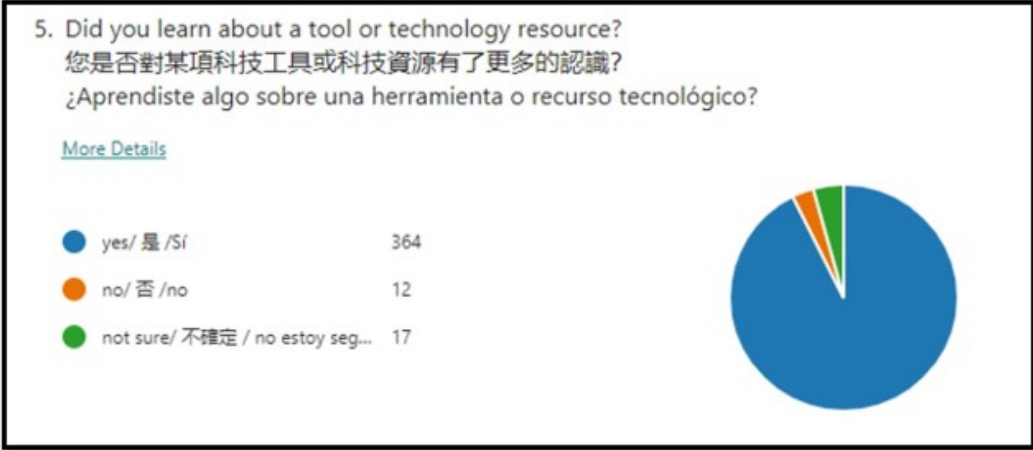 5. Did you learn about a tool or technology resource?
您是否對某項科技工具或科技資源有了更多的認識?
¿Aprendiste algo sobre una herramienta o recurso tecnológico?
More Details
yes/ 是 /Sí 364
no/ 否 /no 12
not sure/ 不確定 / no estoy seg... 17